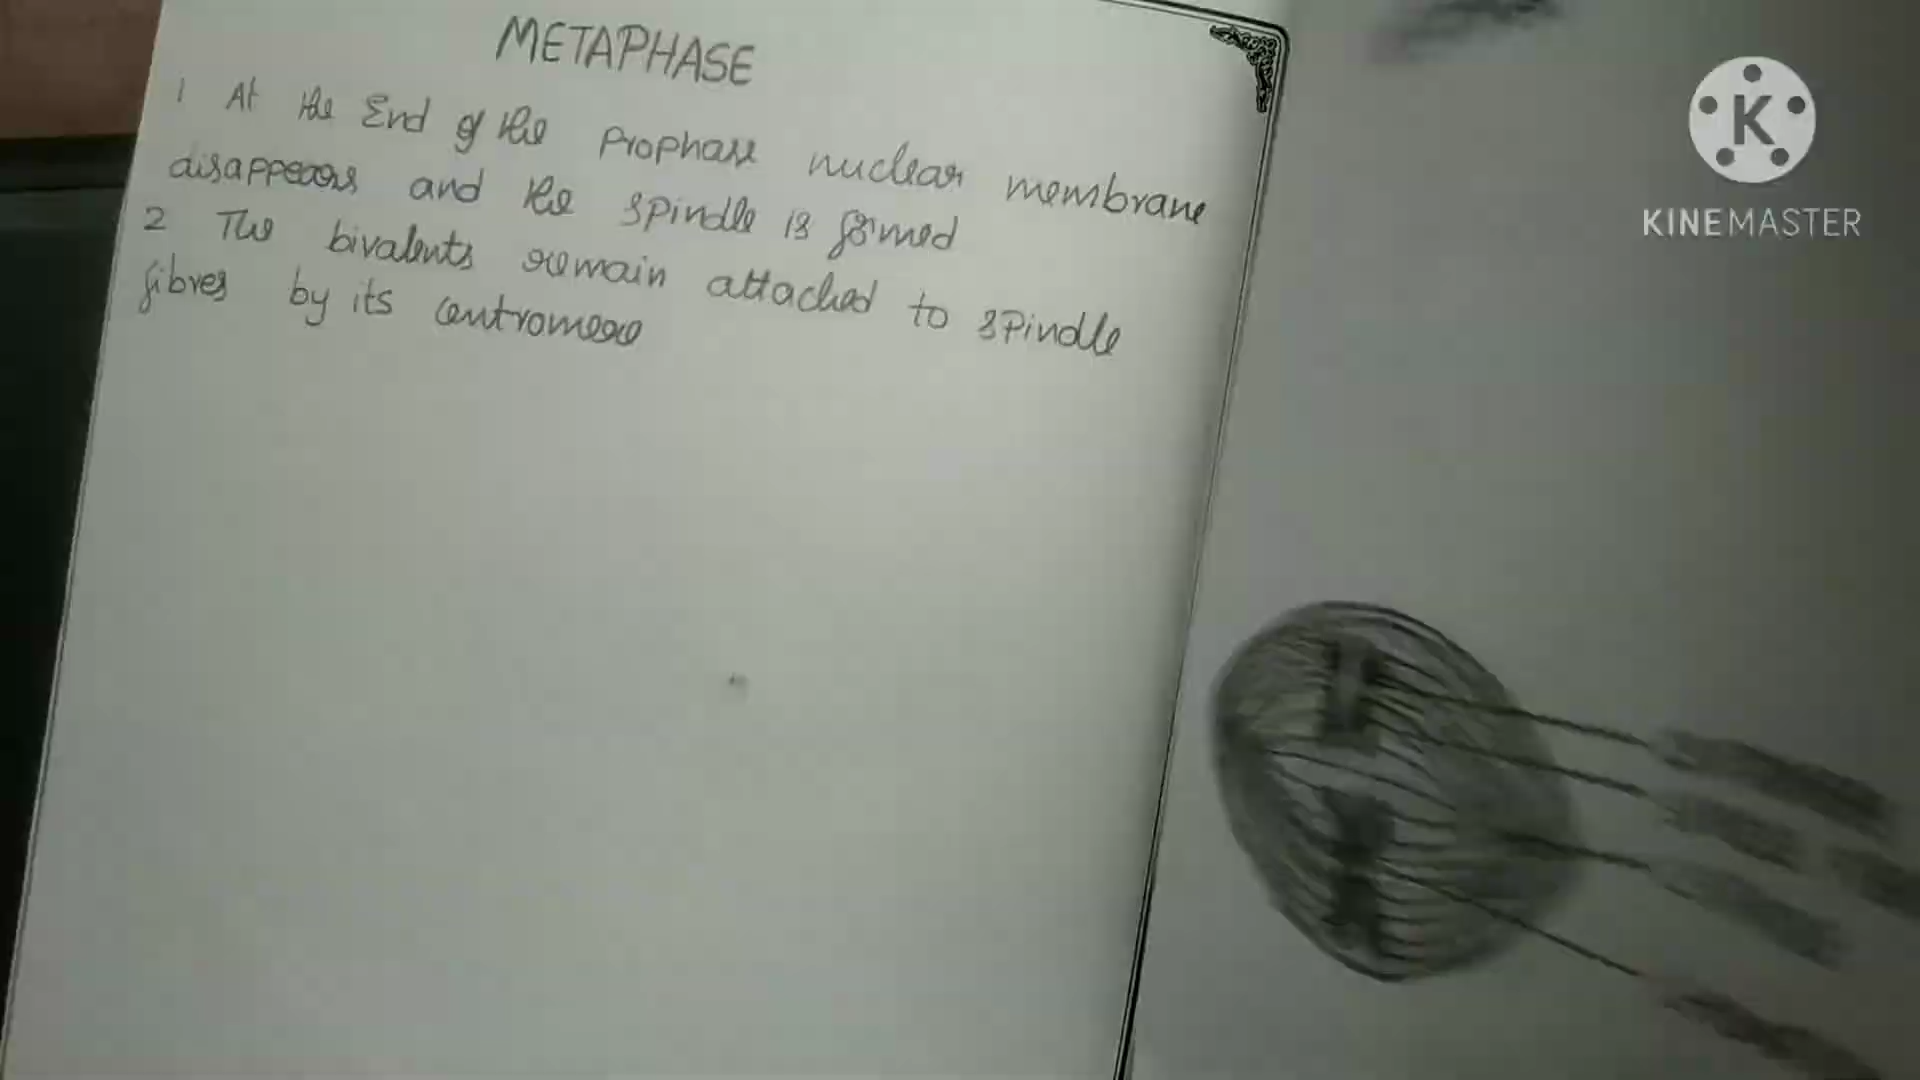 METAPHASE
1 At the End of the Prophase nuclear membrane
disappears and the spindle is formed
2 The bivalents remain attached to spindle
fibres by its centromere
K
KINEMASTER